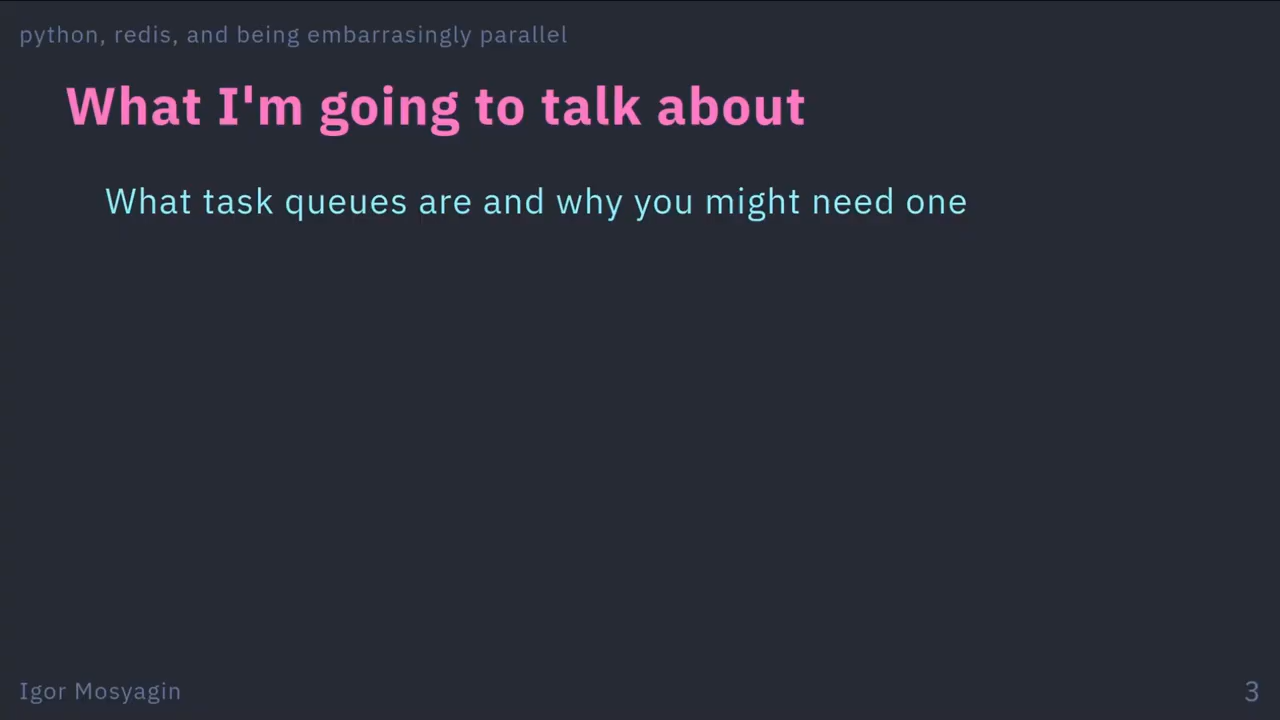 python, redis, and being embarrasingly parallel
What I'm going to talk about
What task queues are and why you might need one
Igor Mosyagin
3